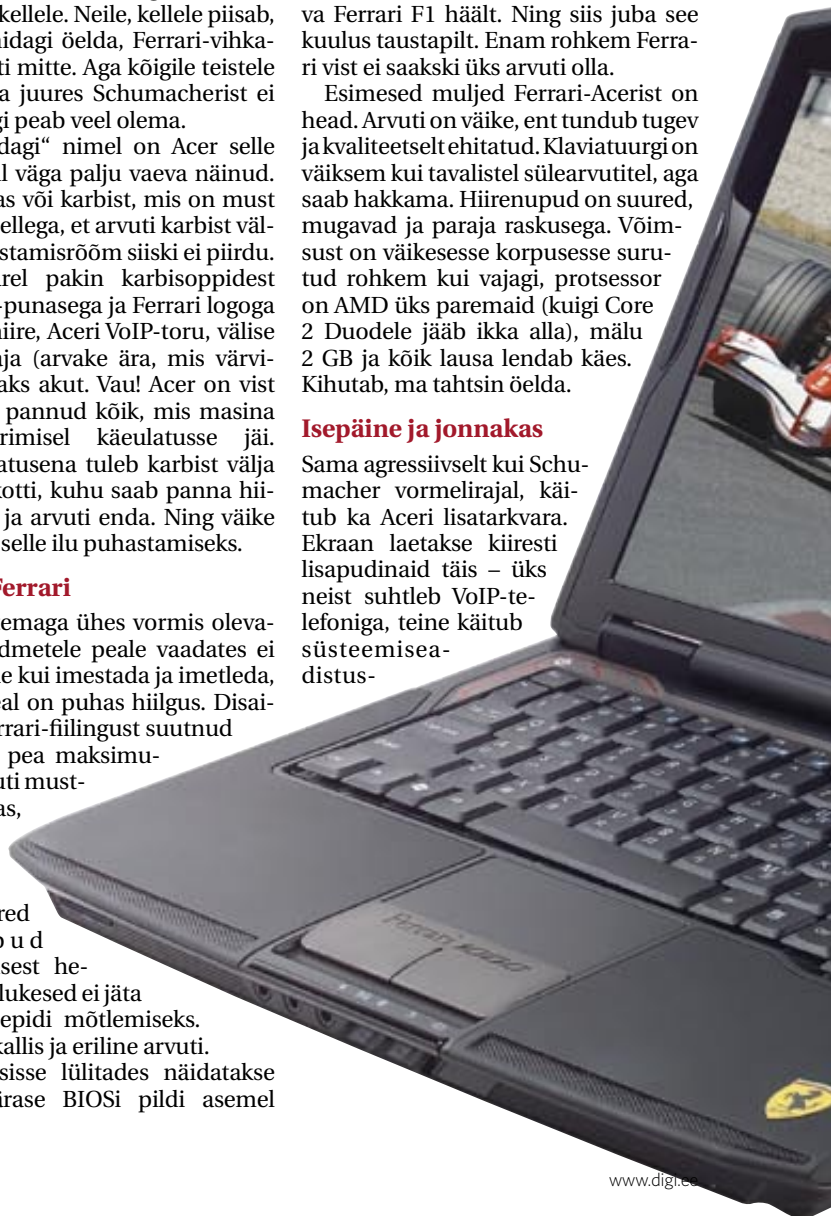 kellele. Neile, kellele piisab,
midagi öelda, Ferrari-vihka-
ti mitte. Aga kõigile teistele
a juures Schumacherist ei
gi peab veel olema.
dagi“ nimel on Acer selle
l väga palju vaeva näinud.
as või karbist, mis on must
ellega, et arvuti karbist väl-
stamisrõõm siiski ei piirdu.
rel pakin karbisoppidest
-punasega ja Ferrari logoga
hiire, Aceri VoIP-toru, välise
aja (arvake ära, mis värvi-
aks akut. Vau! Acer on vist
pannud kõik, mis masina
rimisel käeulatusse jäi.
atusena tuleb karbist välja
kotti, kuhu saab panna hii-
ja arvuti enda. Ning väike
selle ilu puhastamiseks.
Ferrari
emaga ühes vormis oleva-
dmetele peale vaadates ei
e kui imestada ja imetleda,
eal on puhas hiilgus. Disai-
rrari-fiilingust suutnud
pea maksimu-
uti must-
as,
red
p u d
sest he-
lukesed ei jäta
epidi mõtlemiseks.
kallis ja eriline arvuti.
sisse lülitades näidatakse
ärase BIOSi pildi asemel
va Ferrari F1 häält. Ning siis juba see
kuulus taustapilt. Enam rohkem Ferra-
ri vist ei saakski üks arvuti olla.
Esimesed muljed Ferrari-Acerist on
head. Arvuti on väike, ent tundub tugev
ja kvaliteetselt ehitatud. Klaviatuurgi on
väiksem kui tavalistel sülearvutitel, aga
saab hakkama. Hiirenupud on suured,
mugavad ja paraja raskusega. Võim-
sust on väikesesse korpusesse suru-
tud rohkem kui vajagi, protsessor
on AMD üks paremaid (kuigi Core
2 Duodele jääb ikka alla), mälu
2 GB ja kõik lausa lendab käes.
Kihutab, ma tahtsin öelda.
Isepäine ja jonnakas
Sama agressiivselt kui Schu-
macher vormelirajal, käi-
tub ka Aceri lisatarkvara.
Ekraan laetakse kiiresti
lisapudinaid täis – üks
neist suhtleb VoIP-te-
lefoniga, teine käitub
süsteemisea-
distus-
Ferrari 1000
www.digi.ee